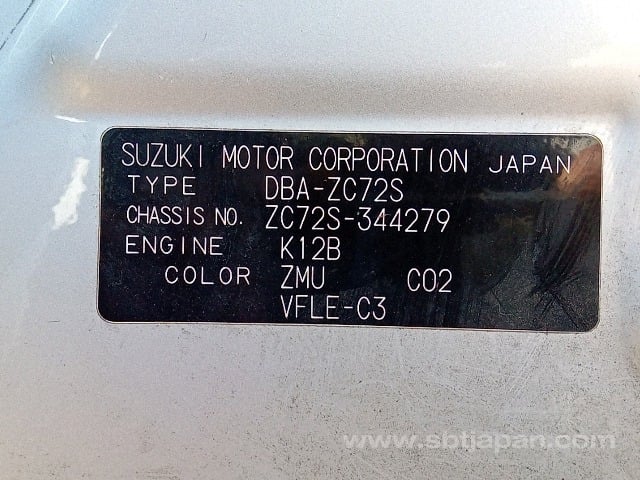 SUZUKI MOTOR CORPORATION JAPAN
TYPE DBA-ZC72S
CHASSIS NO. ZC72S-344279
ENGINE K12B
COLOR ZMU C02
VFLE-C3
www.sbtjapan.com